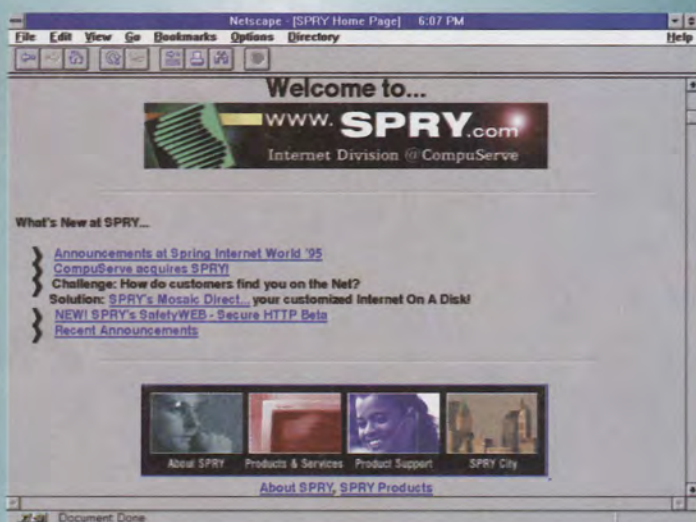 Netscape - [SPRY Home Page] 6:07 PM
File Edit View Go Bookmarks Options Directory Help
Welcome to...
www. SPRY.com
Internet Division @ CompuServe
What's New at SPRY...
Announcements at Spring Internet World '95
CompuServe acquires SPRY!
Challenge: How do customers find you on the Net?
Solution: SPRY's Mosaic Direct... your customized Internet On A Disk!
NEW! SPRY's SafetyWEB - Secure HTTP Beta
Recent Announcements
About SPRY Products & Services Product Support SPRY City
About SPRY, SPRY Products
Document Done